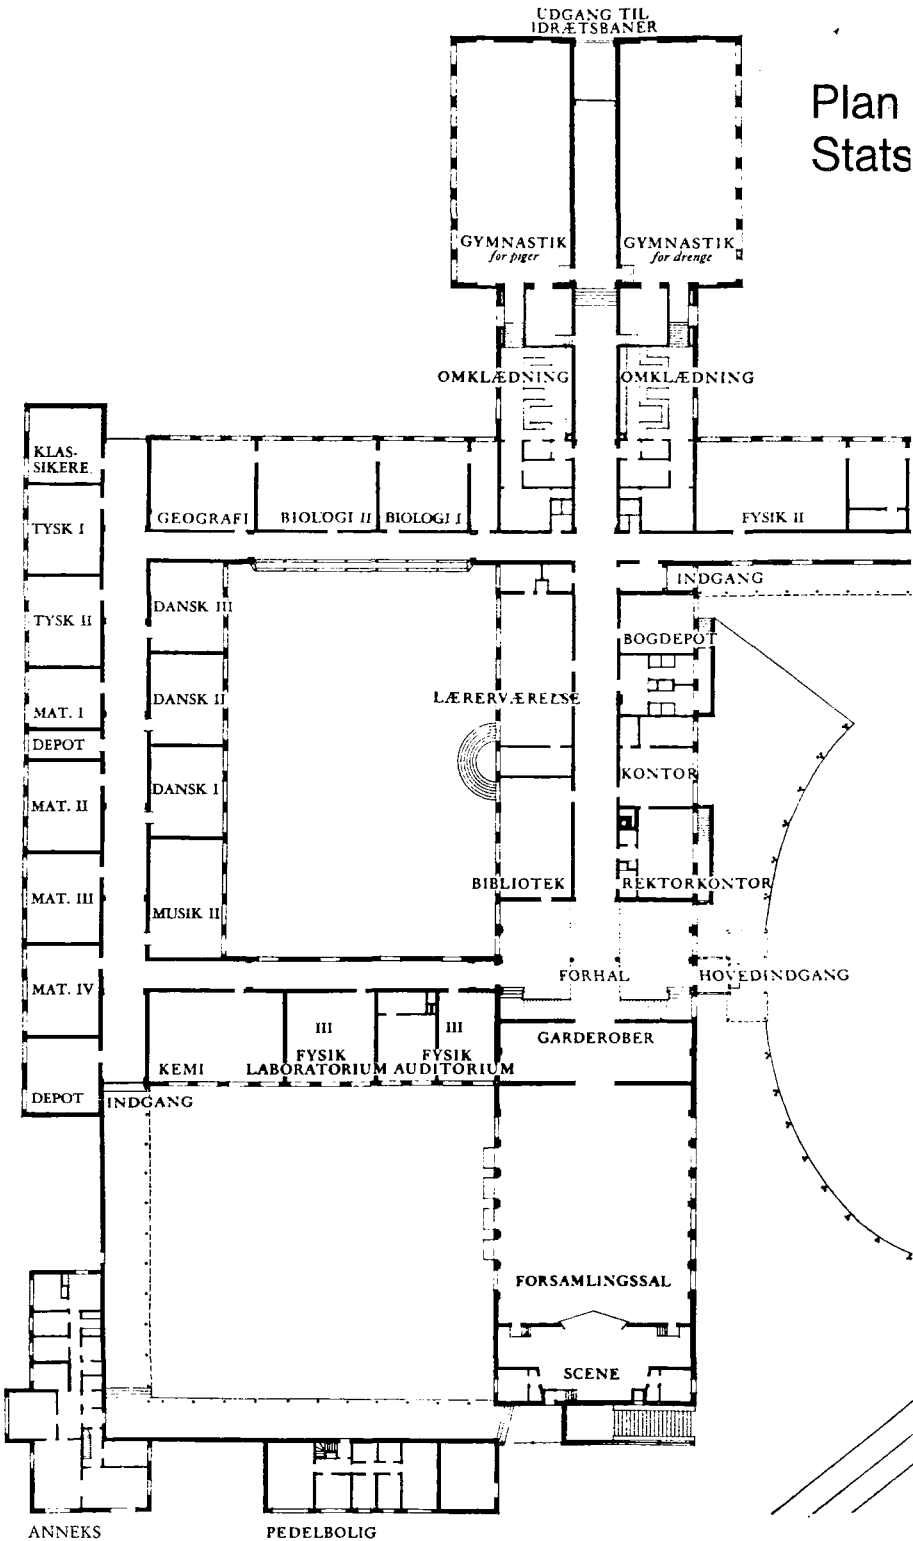 UDGANG TIL
IDRÆTSBANER
Plan
Stats
GYMNASTIK
for piger
GYMNASTIK
for drenge
OMKLÆDNING
OMKLÆDNING
KLAS-
SIKERE
TYSK I
GEOGRAFI
BIOLOGI II
BIOLOGI I
FYSIK II
INDGANG
DANSK III
TYSK II
BOGDEPOT
MAT. I
DANSK II
LÆRERVÆRELSE
DEPOT
KONTOR
MAT. II
DANSK I
BIBLIOTEK
REKTORKONTOR
MAT. III
MUSIK II
FORHAL
HOVEDINDGANG
MAT. IV
GARDEROBER
KEMI
III
FYSIK
LABORATORIUM
III
FYSIK
AUDITORIUM
DEPOT
INDGANG
FORSAMLINGSSAL
SCENE
ANNEKS
PEDELBOLIG